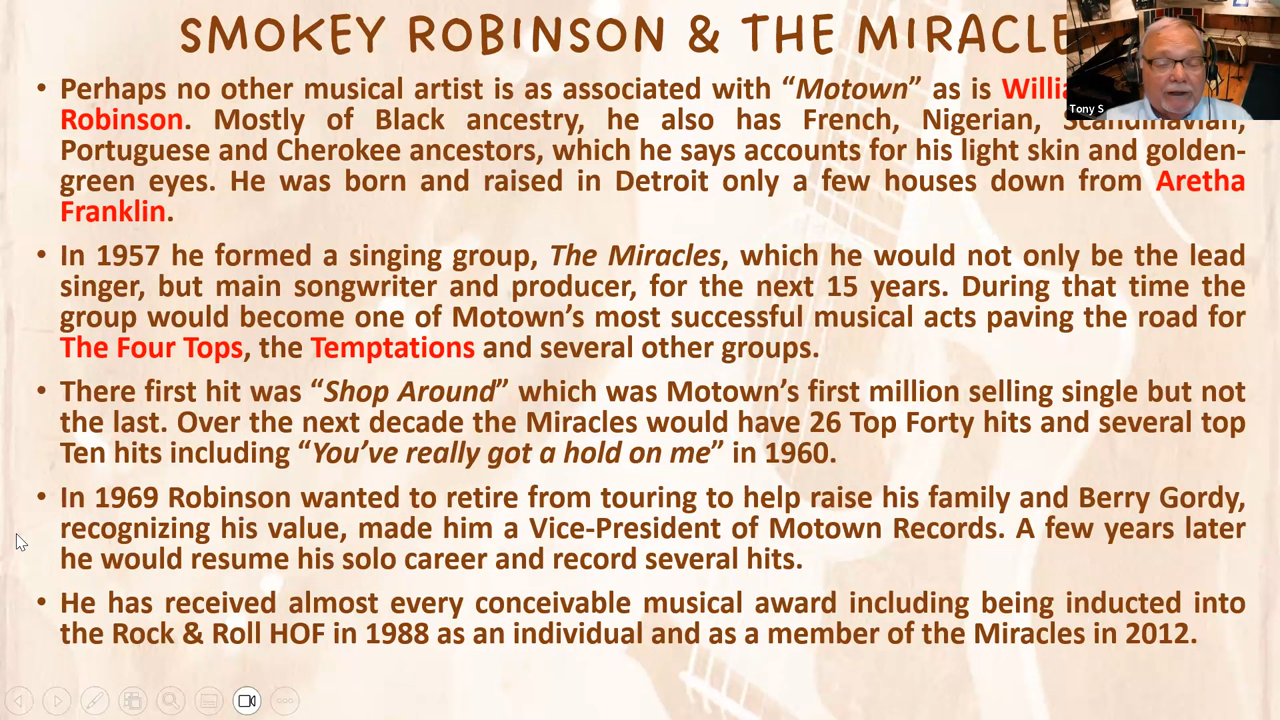 SMOKEY ROBINSON & THE MIRACLE
Tony S
• Perhaps no other musical artist is as associated with “Motown” as is
Robinson. Mostly of Black ancestry, he also has French, Nigerian, Scandinavian,
Portuguese and Cherokee ancestors, which he says accounts for his light skin and golden-
green eyes. He was born and raised in Detroit only a few houses down from Aretha
Franklin.
• In 1957 he formed a singing group, The Miracles, which he would not only be the lead
singer, but main songwriter and producer, for the next 15 years. During that time the
group would become one of Motown’s most successful musical acts paving the road for
The Four Tops, the Temptations and several other groups.
• There first hit was “Shop Around” which was Motown’s first million selling single but not
the last. Over the next decade the Miracles would have 26 Top Forty hits and several top
Ten hits including “You’ve really got a hold on me” in 1960.
• In 1969 Robinson wanted to retire from touring to help raise his family and Berry Gordy,
recognizing his value, made him a Vice-President of Motown Records. A few years later
he would resume his solo career and record several hits.
• He has received almost every conceivable musical award including being inducted into
the Rock & Roll HOF in 1988 as an individual and as a member of the Miracles in 2012.